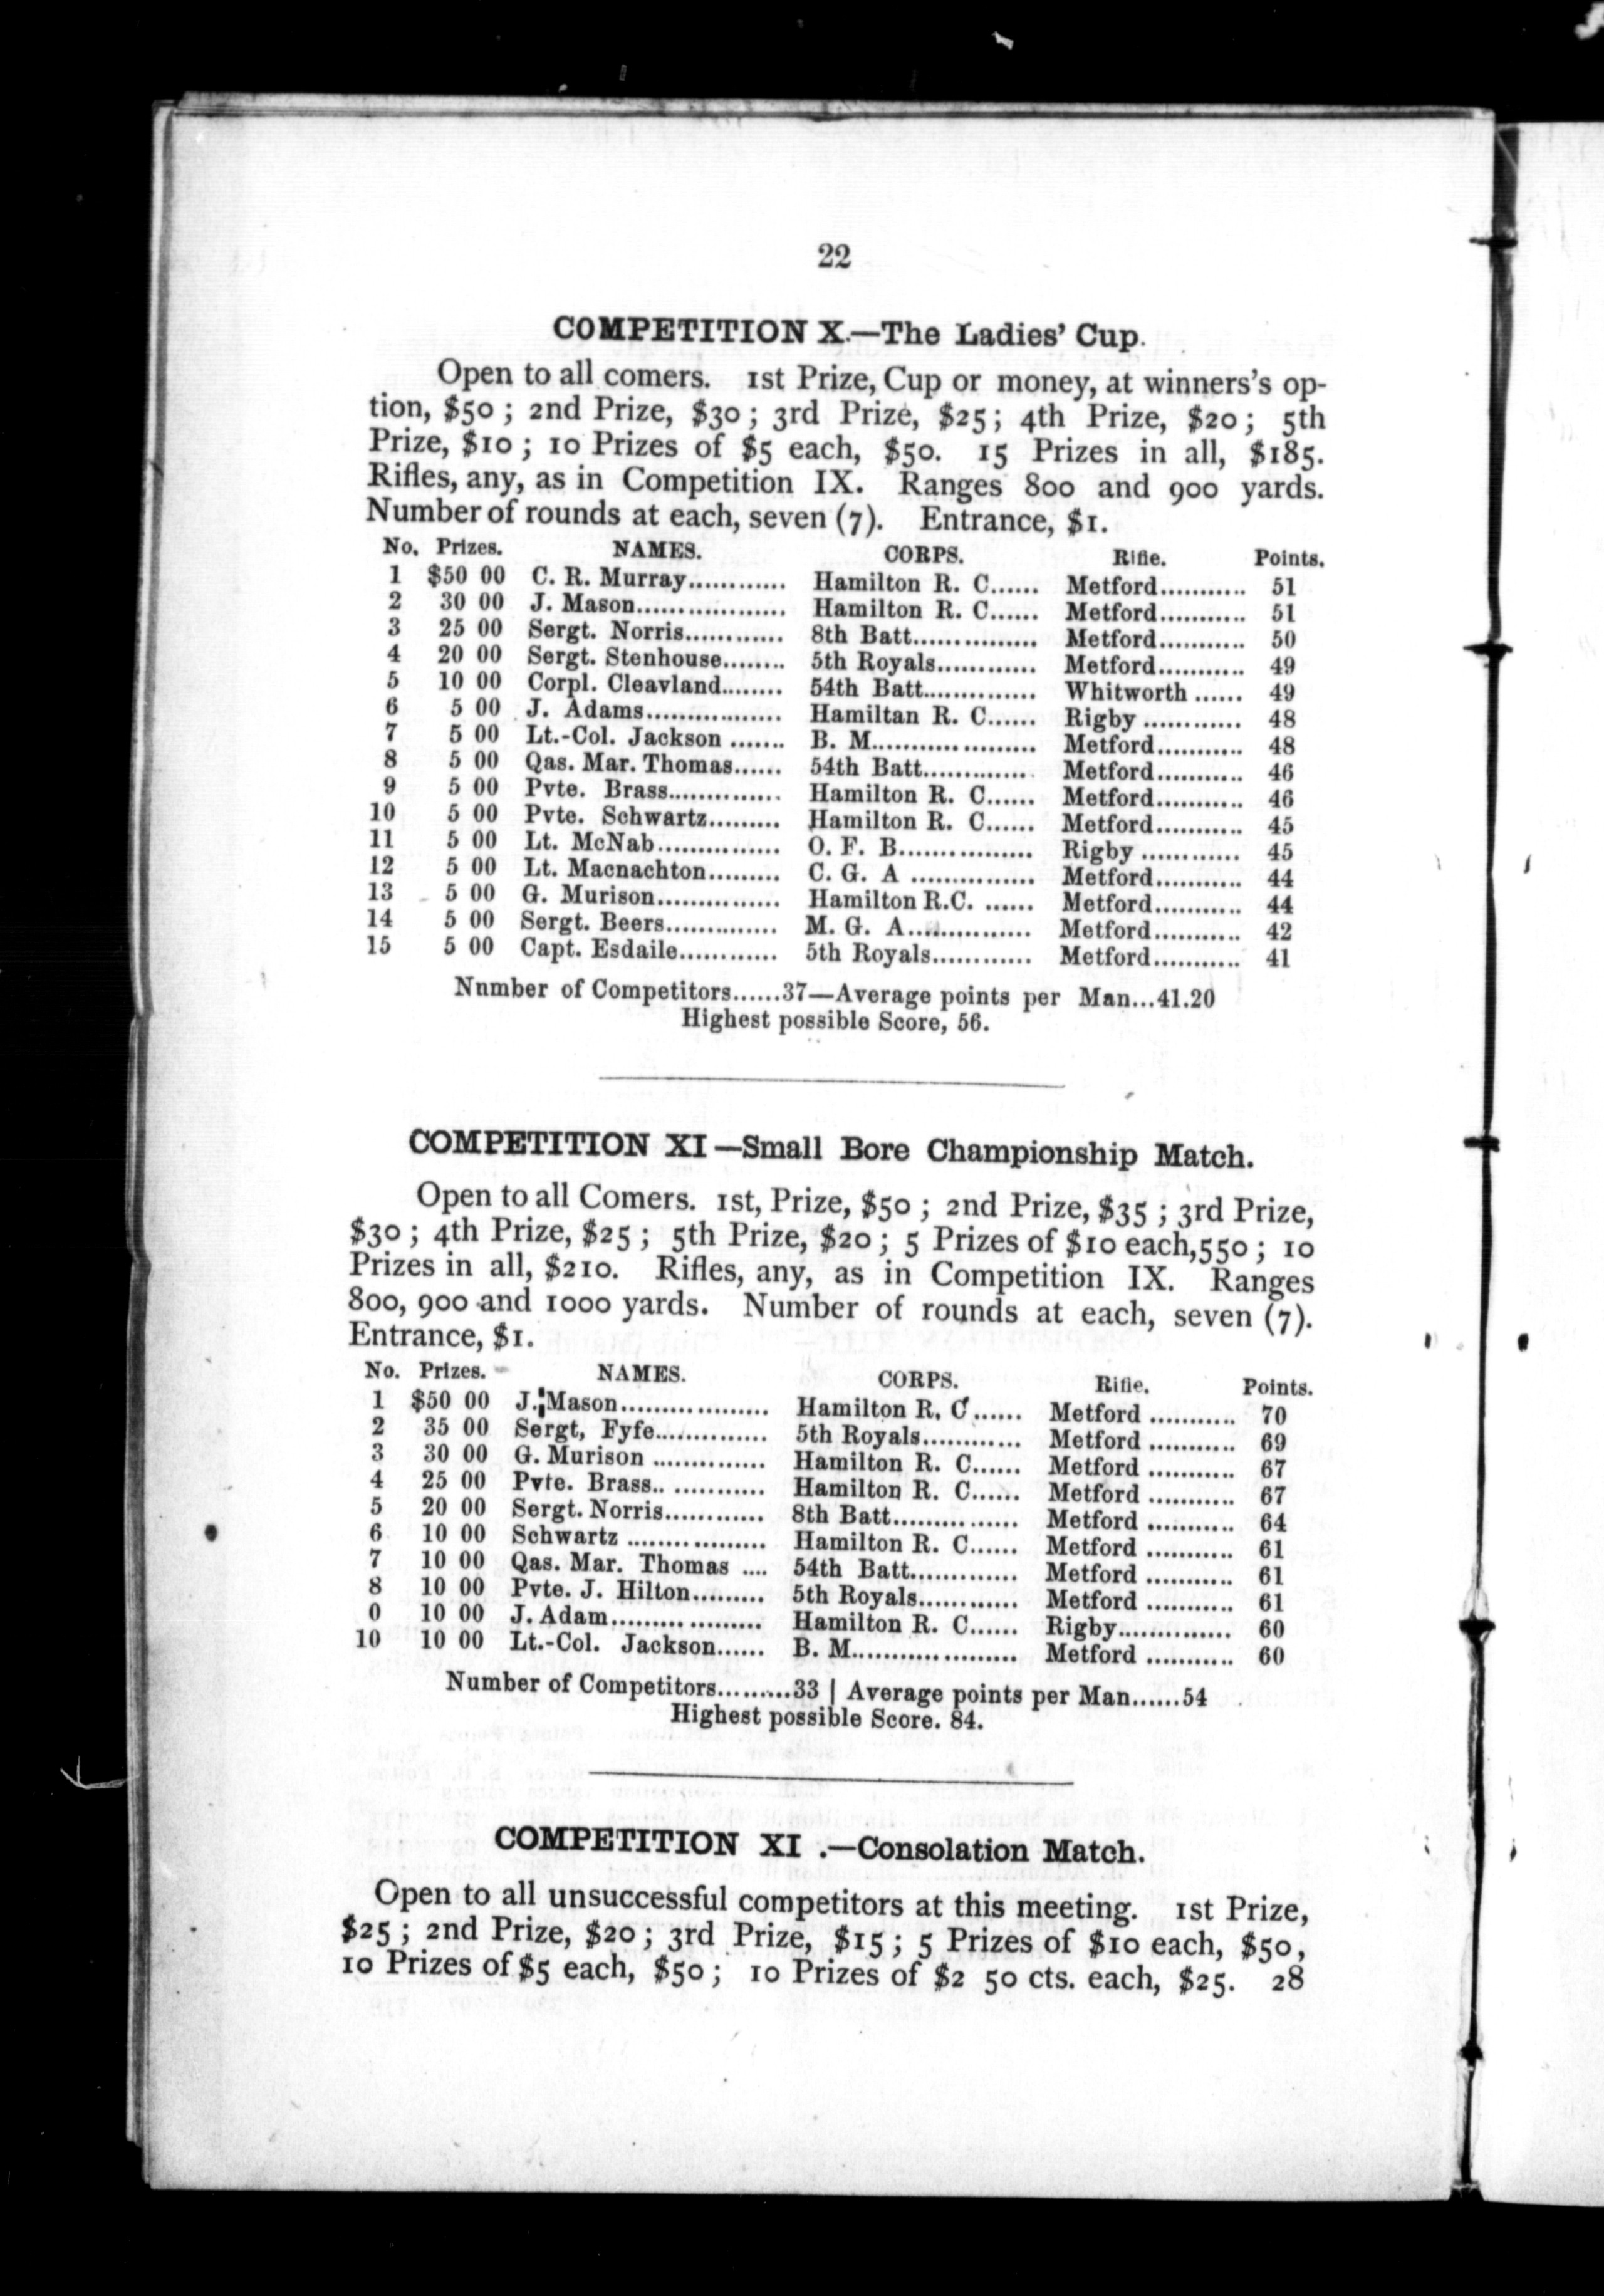 22
COMPETITION X.—The Ladies' Cup.
Open to all comers. 1st Prize, Cup or money, at winners's op-
tion, $50 ; 2nd Prize, $30 ; 3rd Prize, $25 ; 4th Prize, $20 ; 5th
Prize, $10 ; 10 Prizes of $5 each, $50. 15 Prizes in all, $185.
Rifles, any, as in Competition IX. Ranges 800 and 900 yards.
Number of rounds at each, seven (7). Entrance, $1.
No. Prizes. NAMES. CORPS. Rifle. Points.
1 $50 00 C. R. Murray............ Hamilton R. C...... Metford........... 51
2 30 00 J. Mason.................. Hamilton R. C...... Metford........... 51
3 25 00 Sergt. Norris............ 8th Batt............... Metford........... 50
4 20 00 Sergt. Stenhouse........ 5th Royals............ Metford........... 49
5 10 00 Corpl. Cleavland........ 54th Batt.............. Whitworth ...... 49
6 5 00 J. Adams................. Hamiltan R. C...... Rigby ............ 48
7 5 00 Lt.-Col. Jackson ....... B. M.................... Metford........... 48
8 5 00 Qas. Mar. Thomas...... 54th Batt............. Metford........... 46
9 5 00 Pvte. Brass.............. Hamilton R. C...... Metford........... 46
10 5 00 Pvte. Schwartz......... Hamilton R. C...... Metford........... 45
11 5 00 Lt. McNab............... O. F. B................ Rigby ............ 45
12 5 00 Lt. Macnachton......... C. G. A ............... Metford........... 44
13 5 00 G. Murison............... Hamilton R.C. ...... Metford........... 44
14 5 00 Sergt. Beers.............. M. G. A............... Metford........... 42
15 5 00 Capt. Esdaile............ 5th Royals............ Metford........... 41
Nnmber of Competitors......37—Average points per Man...41.20
Highest possible Score, 56.
COMPETITION XI —Small Bore Championship Match.
Open to all Comers. 1st, Prize, $50 ; 2nd Prize, $35 ; 3rd Prize,
$30 ; 4th Prize, $25 ; 5th Prize, $20 ; 5 Prizes of $10 each,550 ; 10
Prizes in all, $210. Rifles, any, as in Competition IX. Ranges
800, 900 and 1000 yards. Number of rounds at each, seven (7).
Entrance, $1.
No. Prizes. NAMES. CORPS. Rifle. Points.
1 $50 00 J. Mason.................. Hamilton R. C ...... Metford ........... 70
2 35 00 Sergt, Fyfe.............. 5th Royals............ Metford ........... 69
3 30 00 G. Murison .............. Hamilton R. C...... Metford ........... 67
4 25 00 Pvte. Brass.. ............ Hamilton R. C...... Metford ........... 67
5 20 00 Sergt. Norris............ 8th Batt............... Metford ........... 64
6 10 00 Schwartz ................. Hamilton R. C...... Metford ........... 61
7 10 00 Qas. Mar. Thomas .... 54th Batt............. Metford ........... 61
8 10 00 Pvte. J. Hilton......... 5th Royals............ Metford ........... 61
0 10 00 J. Adam................... Hamilton R. C...... Rigby.............. 60
10 10 00 Lt.-Col. Jackson...... B. M.................... Metford ........... 60
Number of Competitors.........33 | Average points per Man......54
Highest possible Score. 84.
COMPETITION XI .—Consolation Match.
Open to all unsuccessful competitors at this meeting. 1st Prize,
$25 ; 2nd Prize, $20 ; 3rd Prize, $15 ; 5 Prizes of $10 each, $50,
10 Prizes of $5 each, $50 ; 10 Prizes of $2 50 cts. each, $25. 28